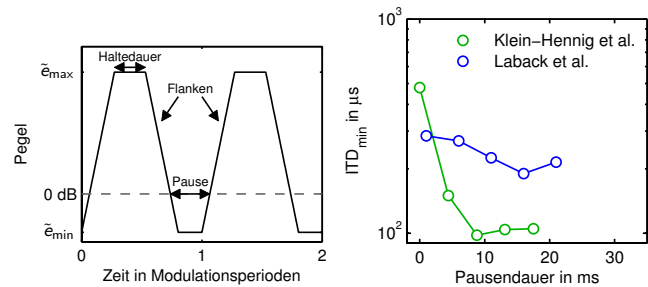 Haltedauer
ẽmax
Flanken
Pegel
Pause
0 dB
ẽmin
0 1 2
Zeit in Modulationsperioden
10³
Klein−Hennig et al.
Laback et al.
ITDmin in µs
10²
0 10 20 30
Pausendauer in ms